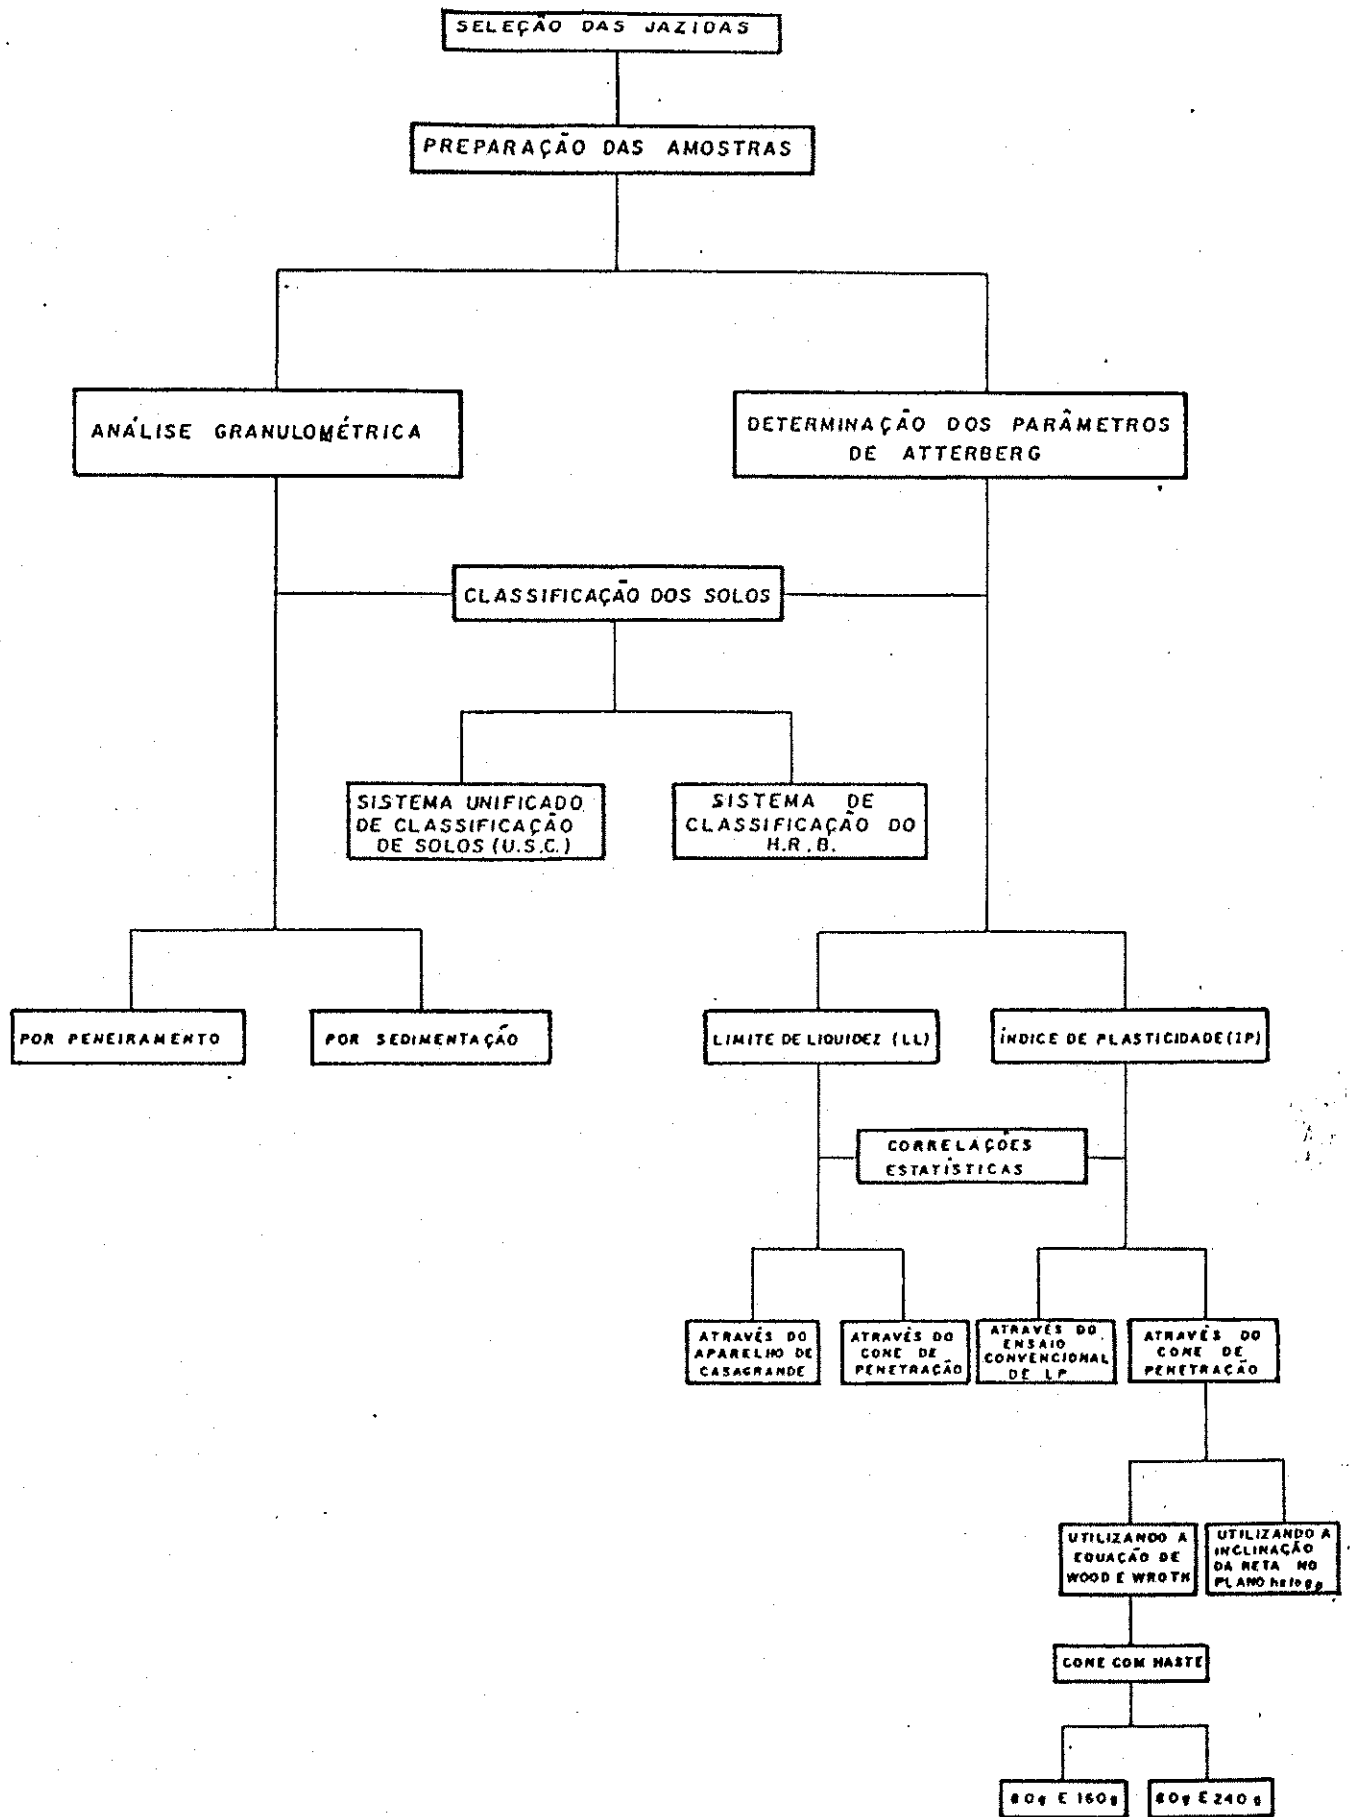 SELEÇÃO DAS JAZIDAS
PREPARAÇÃO DAS AMOSTRAS
ANÁLISE GRANULOMÉTRICA
DETERMINAÇÃO DOS PARÂMETROS
DE ATTERBERG
CLASSIFICAÇÃO DOS SOLOS
SISTEMA UNIFICADO
DE CLASSIFICAÇÃO
DE SOLOS (U.S.C.)
SISTEMA DE
CLASSIFICAÇÃO DO
H.R.B.
POR PENEIRAMENTO
POR SEDIMENTAÇÃO
LIMITE DE LIQUIDEZ (LL)
ÍNDICE DE PLASTICIDADE (IP)
CORRELAÇÕES
ESTATÍSTICAS
ATRAVÉS DO
APARELHO DE
CASAGRANDE
ATRAVÉS DO
CONE DE
PENETRAÇÃO
ATRAVÉS DO
ENSAIO
CONVENCIONAL
DE LP
ATRAVÉS DO
CONE DE
PENETRAÇÃO
UTILIZANDO A
EQUAÇÃO DE
WOOD E WROTH
UTILIZANDO A
INCLINAÇÃO
DA RETA NO
PLANO
CONE COM HASTE
80g E 160g
80g E 240g